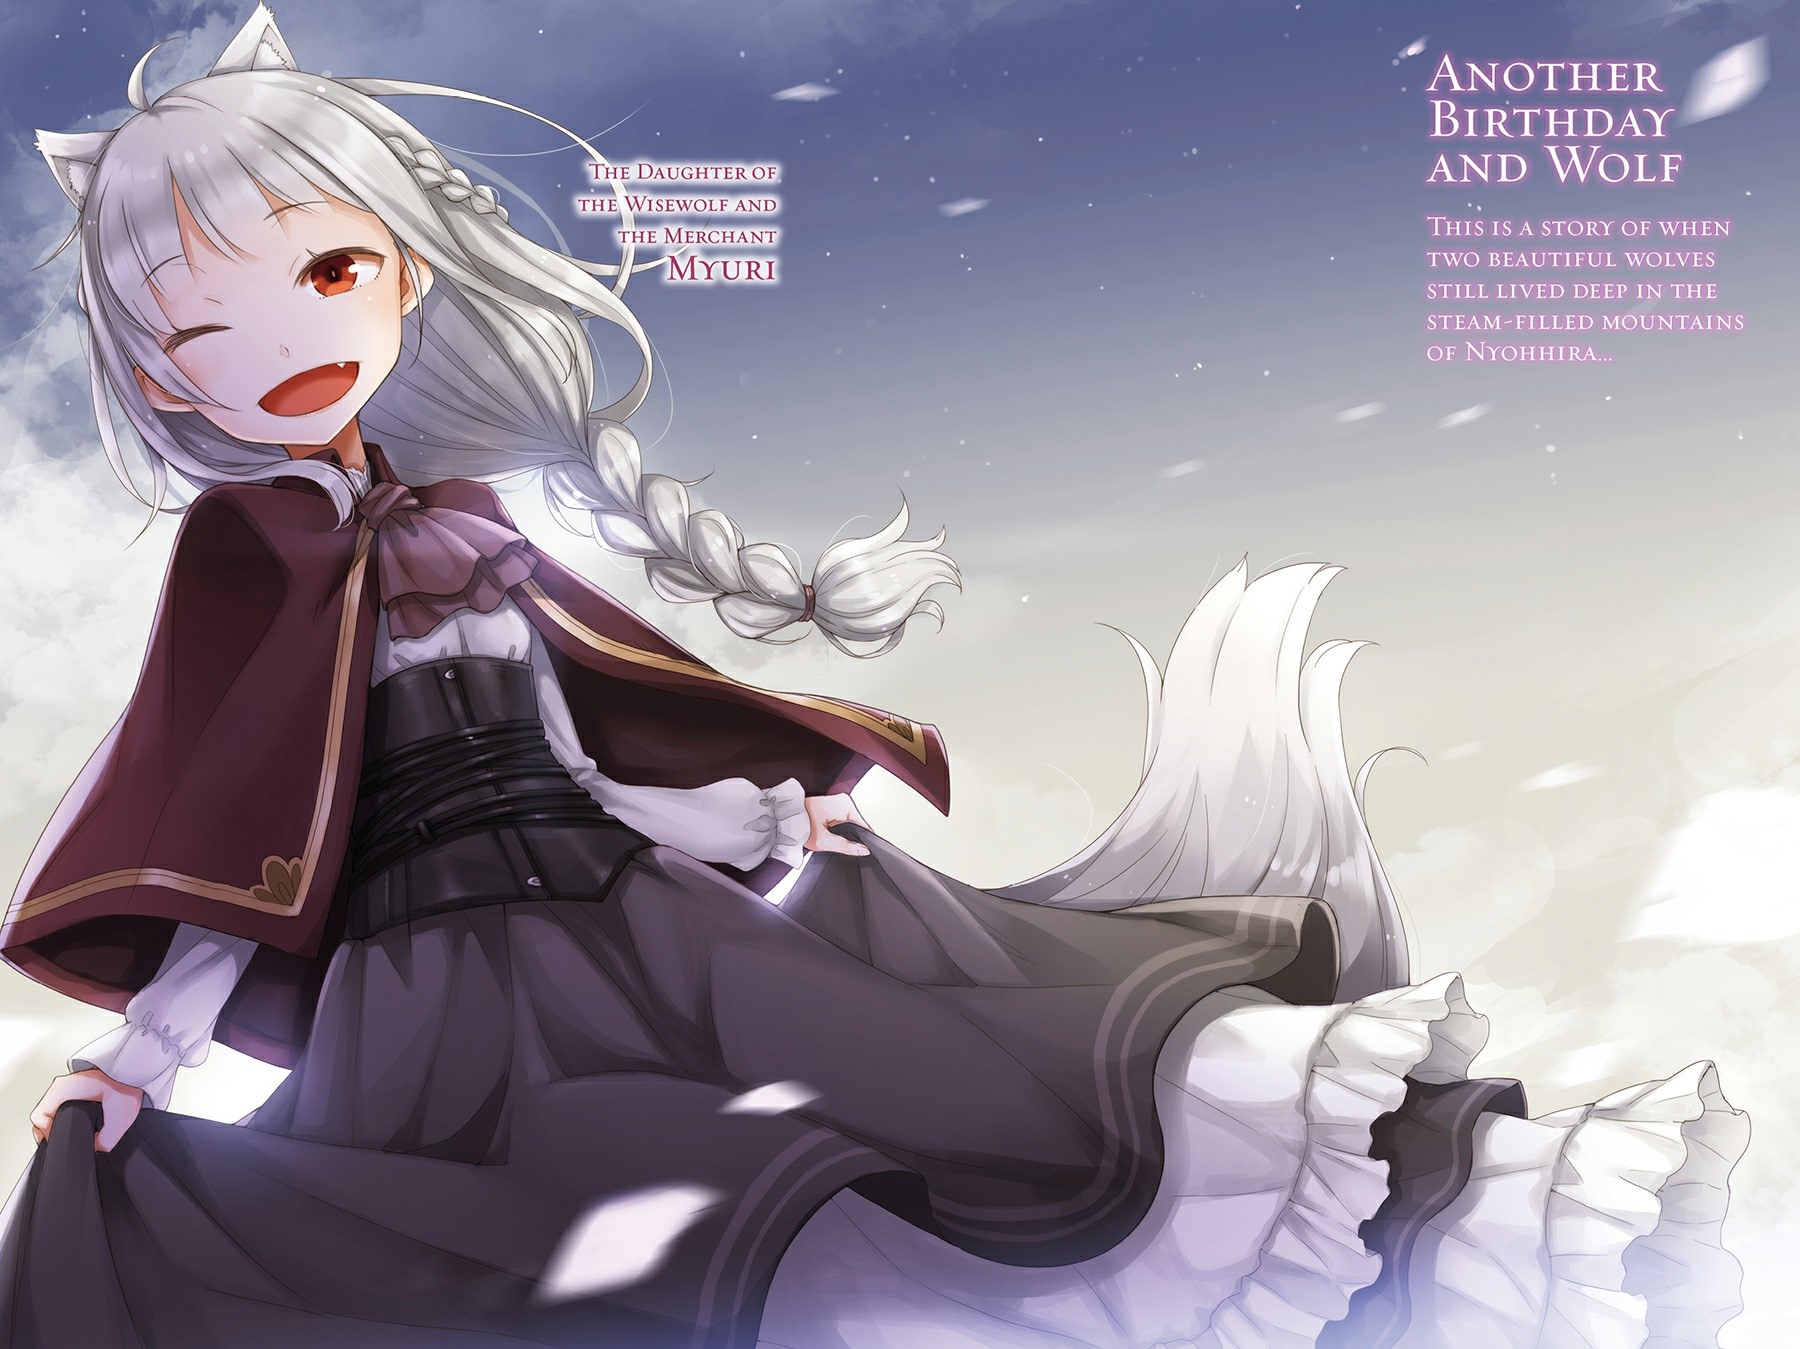 The Daughter of
the Wisewolf and
the Merchant
Myuri
Another
Birthday
and Wolf
This is a story of when
two beautiful wolves
still lived deep in the
steam-filled mountains
of Nyohhira...